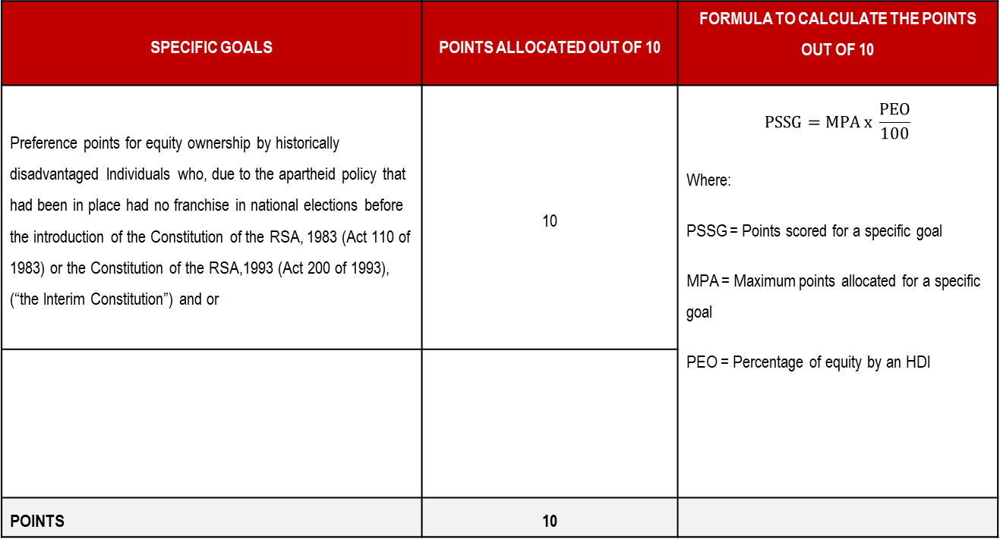 SPECIFIC GOALS
POINTS ALLOCATED OUT OF 10
FORMULA TO CALCULATE THE POINTS
OUT OF 10
Preference points for equity ownership by historically
disadvantaged Individuals who, due to the apartheid policy that
had been in place had no franchise in national elections before
the introduction of the Constitution of the RSA, 1983 (Act 110 of
1983) or the Constitution of the RSA,1993 (Act 200 of 1993),
(“the Interim Constitution”) and or
10
PSSG = MPA x PEO/100
Where:
PSSG = Points scored for a specific goal
MPA = Maximum points allocated for a specific
goal
PEO = Percentage of equity by an HDI
POINTS
10